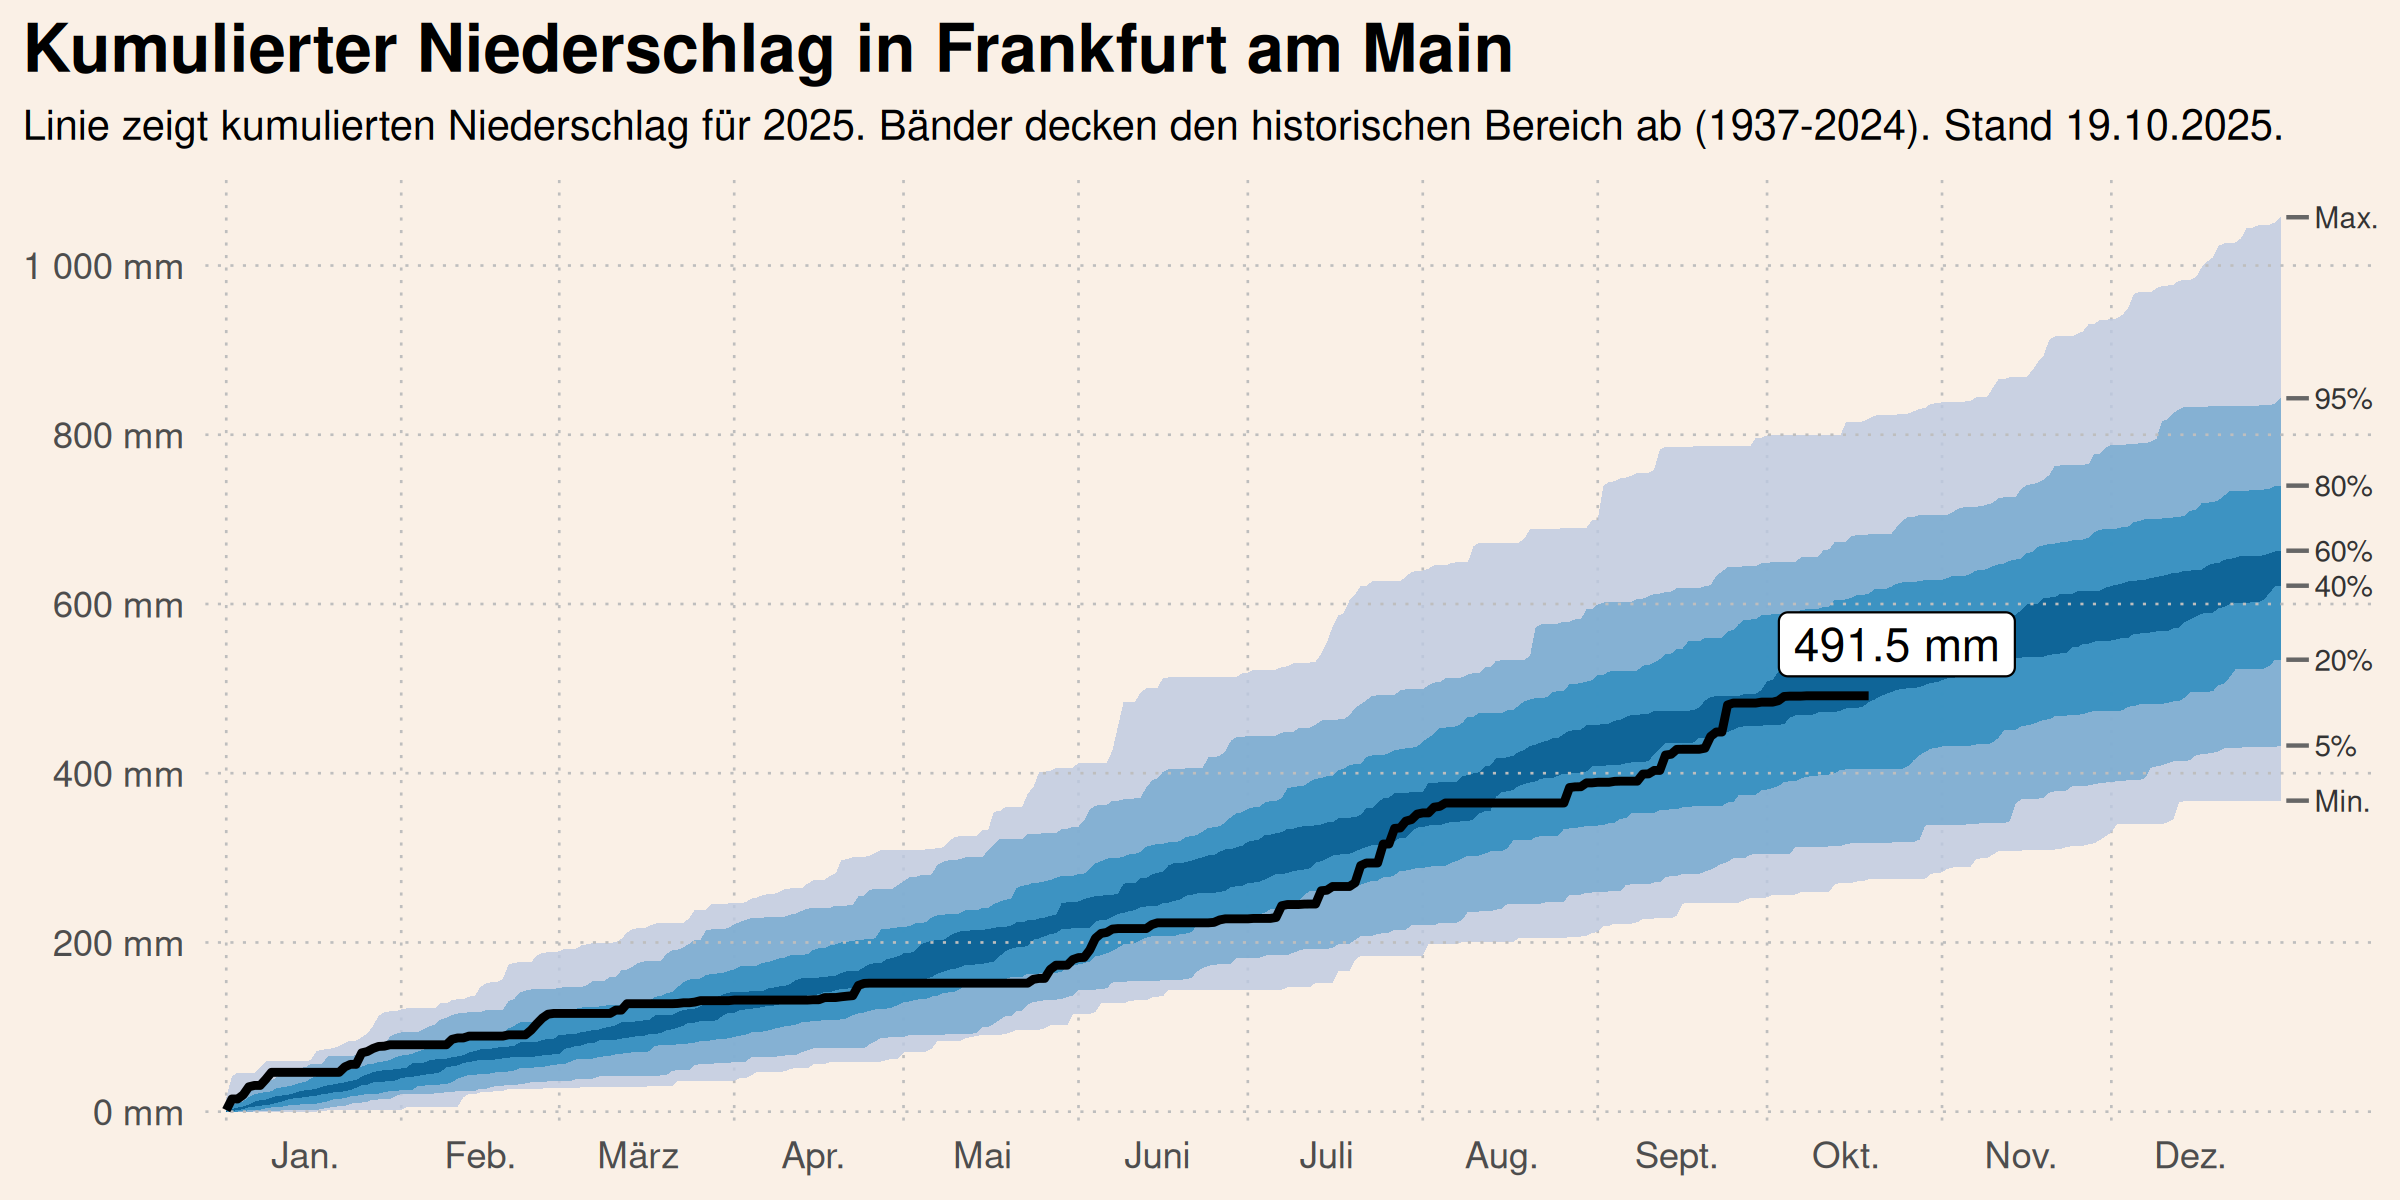 Kumulierter Niederschlag in Frankfurt am Main
Linie zeigt kumulierten Niederschlag für 2025. Bänder decken den historischen Bereich ab (1937-2024). Stand 19.10.2025.
Max.
1 000 mm
95%
800 mm
80%
60%
40%
600 mm
491.5 mm
20%
5%
400 mm
Min.
200 mm
0 mm
Jan. Feb. März Apr. Mai Juni Juli Aug. Sept. Okt. Nov. Dez.